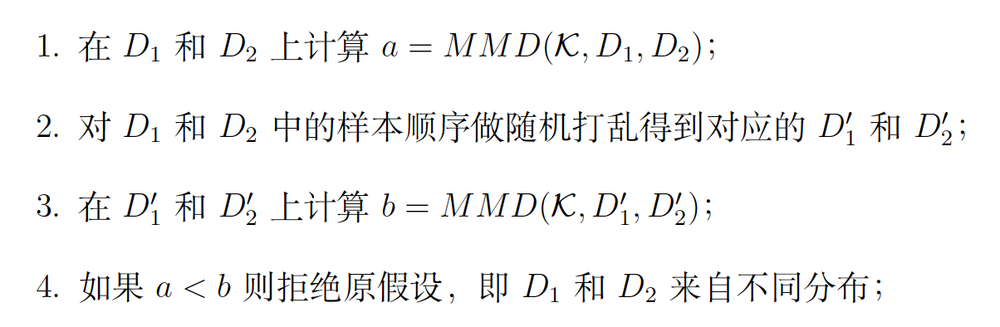 1. 在 $D_1$ 和 $D_2$ 上计算 $a = MMD(\mathcal{K}, D_1, D_2)$;
2. 对 $D_1$ 和 $D_2$ 中的样本顺序做随机打乱得到对应的 $D_1'$ 和 $D_2'$;
3. 在 $D_1'$ 和 $D_2'$ 上计算 $b = MMD(\mathcal{K}, D_1', D_2')$;
4. 如果 $a < b$ 则拒绝原假设，即 $D_1$ 和 $D_2$ 来自不同分布;